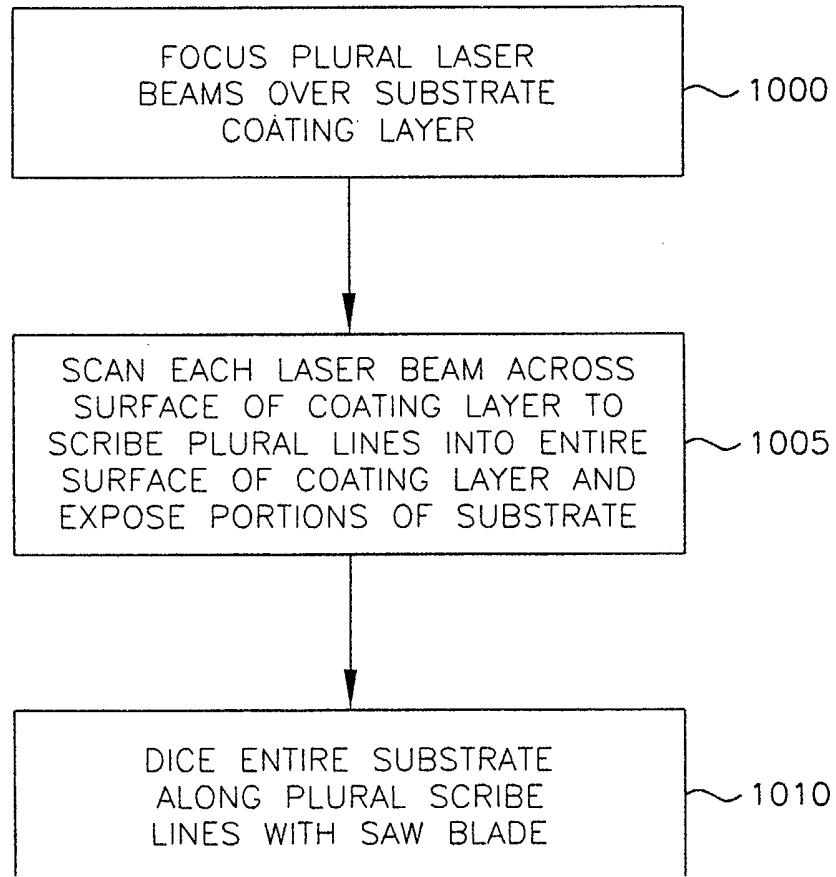 FOCUS PLURAL LASER
BEAMS OVER SUBSTRATE
COATING LAYER
1000
SCAN EACH LASER BEAM ACROSS
SURFACE OF COATING LAYER TO
SCRIBE PLURAL LINES INTO ENTIRE
SURFACE OF COATING LAYER AND
EXPOSE PORTIONS OF SUBSTRATE
1005
DICE ENTIRE SUBSTRATE
ALONG PLURAL SCRIBE
LINES WITH SAW BLADE
1010